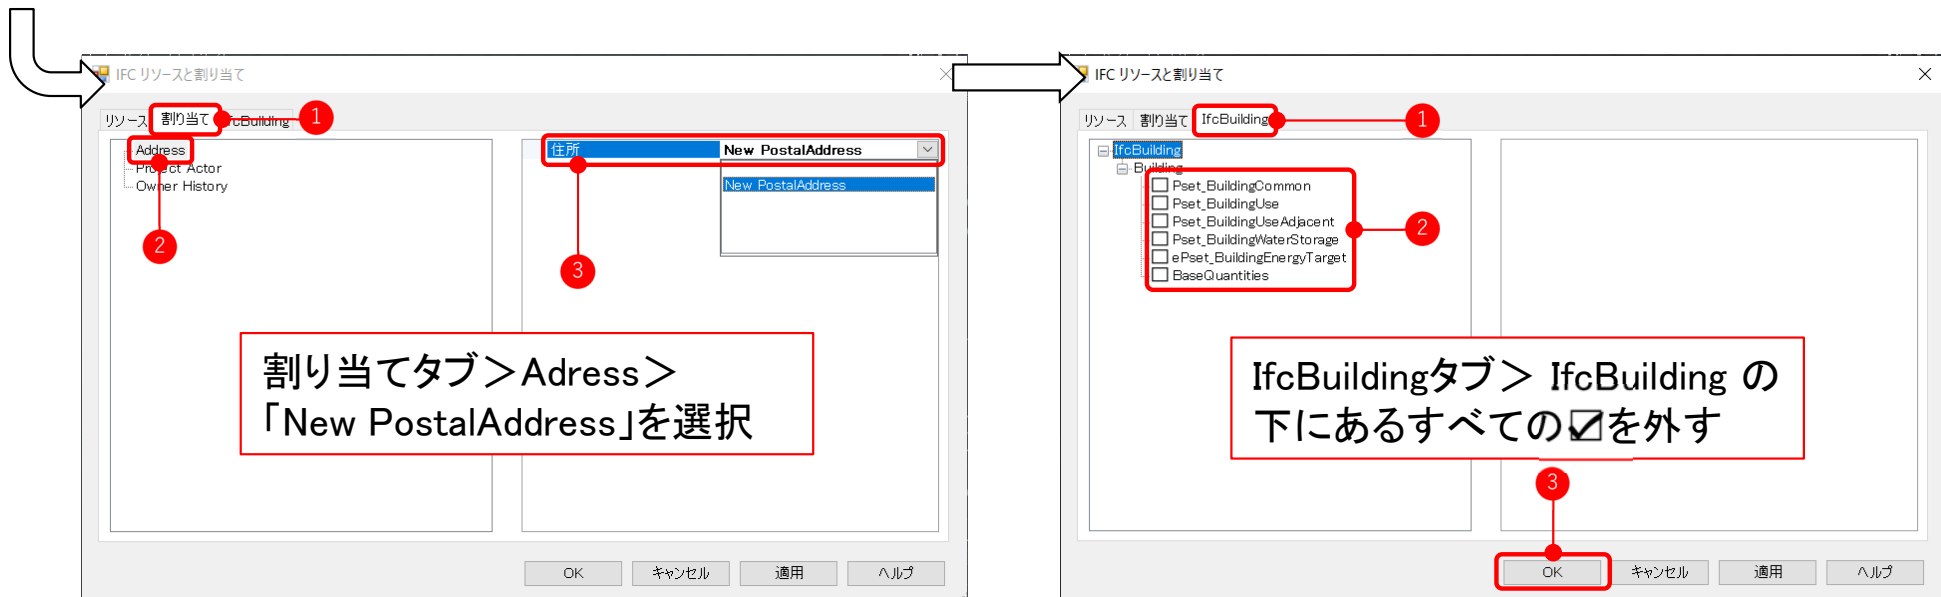 IFC リソースと割り当て
リソース 割り当て IfcBuilding 1
Address
Project Actor
Owner History
2
住所 New PostalAddress
New PostalAddress
3
割り当てタブ＞Adress＞
「New PostalAddress」を選択
OK キャンセル 適用 ヘルプ
IFC リソースと割り当て
リソース 割り当て IfcBuilding 1
IfcBuilding
Building
Pset_BuildingCommon
Pset_BuildingUse
Pset_BuildingUseAdjacent
Pset_BuildingWaterStorage
ePset_BuildingEnergyTarget
BaseQuantities
2
IfcBuildingタブ＞ IfcBuilding の
下にあるすべての☑を外す
3
OK キャンセル 適用 ヘルプ